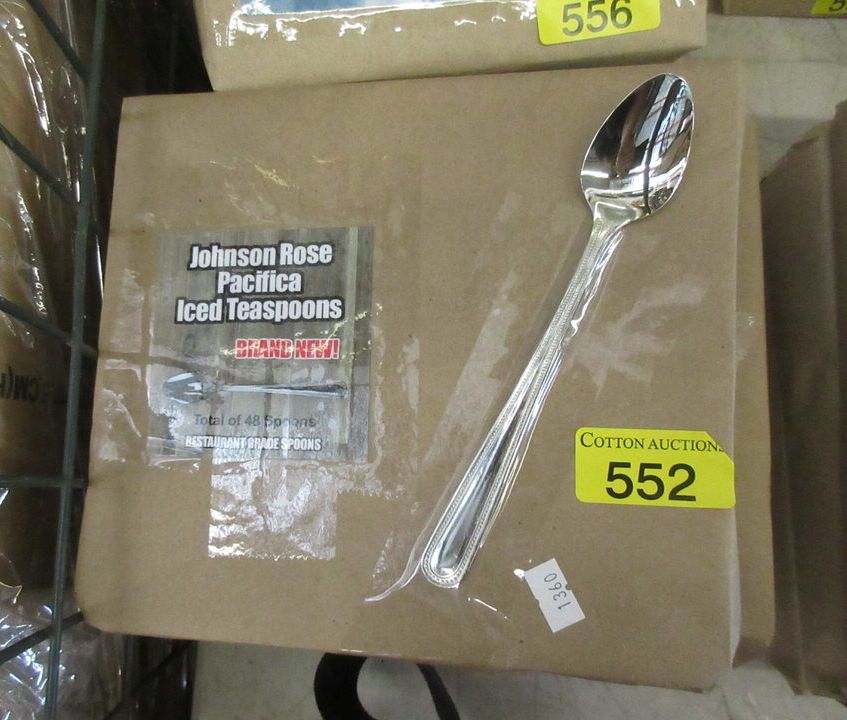 556
Johnson Rose
Pacifica
Iced Teaspoons
BRAND NEW!
Total of 48 Spoons
RESTAURANT GRADE SPOONS
COTTON AUCTIONS
552
1360